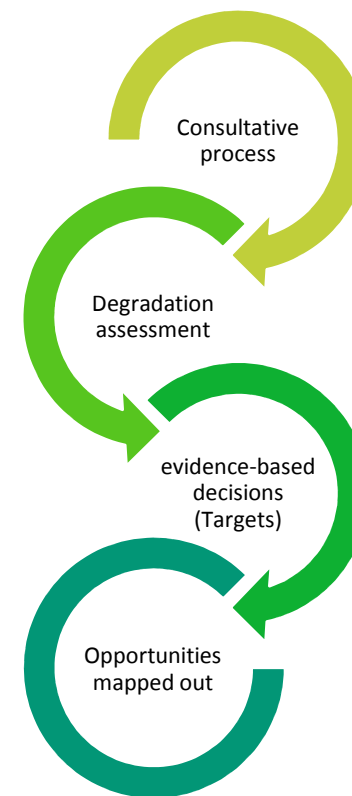 Consultative
process
Degradation
assessment
evidence-based
decisions
(Targets)
Opportunities
mapped out